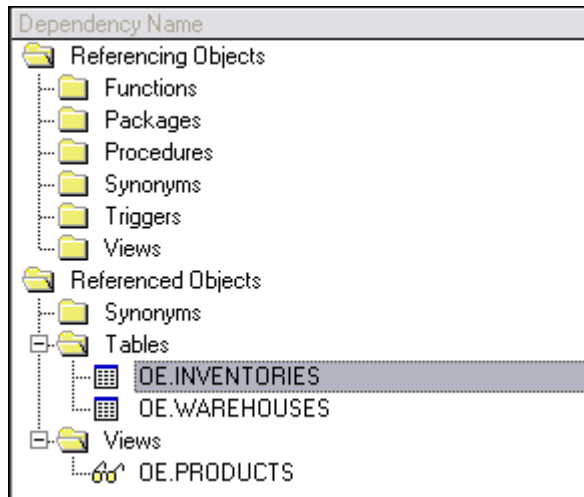 Dependency Name
Referencing Objects
Functions
Packages
Procedures
Synonyms
Triggers
Views
Referenced Objects
Synonyms
Tables
OE.INVENTORIES
OE.WAREHOUSES
Views
OE.PRODUCTS